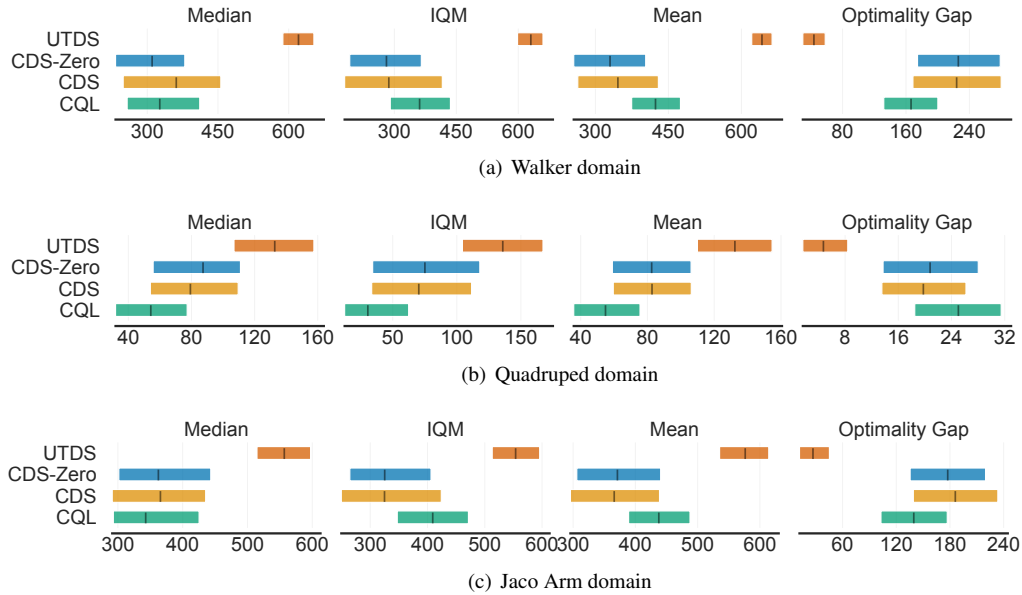 Median IQM Mean Optimality Gap
UTDS
CDS-Zero
CDS
CQL
300 450 600 300 450 600 300 450 600 80 160 240
(a) Walker domain
Median IQM Mean Optimality Gap
UTDS
CDS-Zero
CDS
CQL
40 80 120 160 50 100 150 40 80 120 160 8 16 24 32
(b) Quadruped domain
Median IQM Mean Optimality Gap
UTDS
CDS-Zero
CDS
CQL
300 400 500 600 300 400 500 600 300 400 500 600 60 120 180 240
(c) Jaco Arm domain